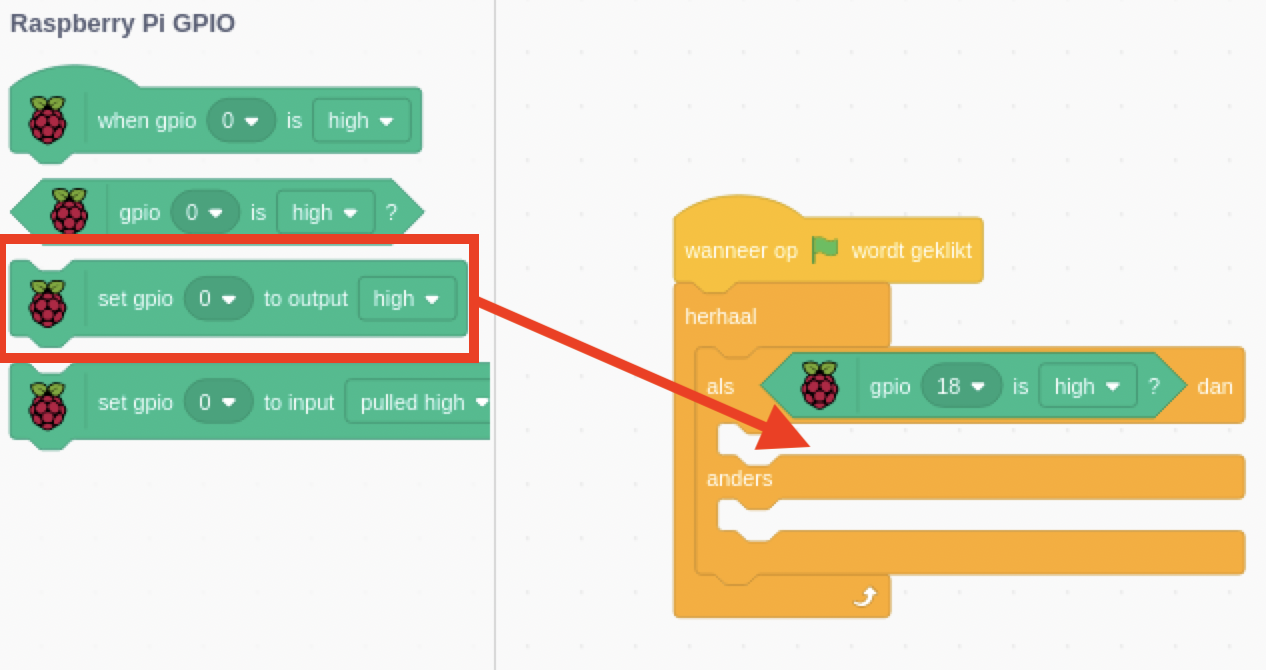 Raspberry Pi GPIO
when gpio 0 is high
gpio 0 is high ?
set gpio 0 to output high
set gpio 0 to input pulled high
wanneer op wordt geklikt
herhaal
als gpio 18 is high ? dan
anders